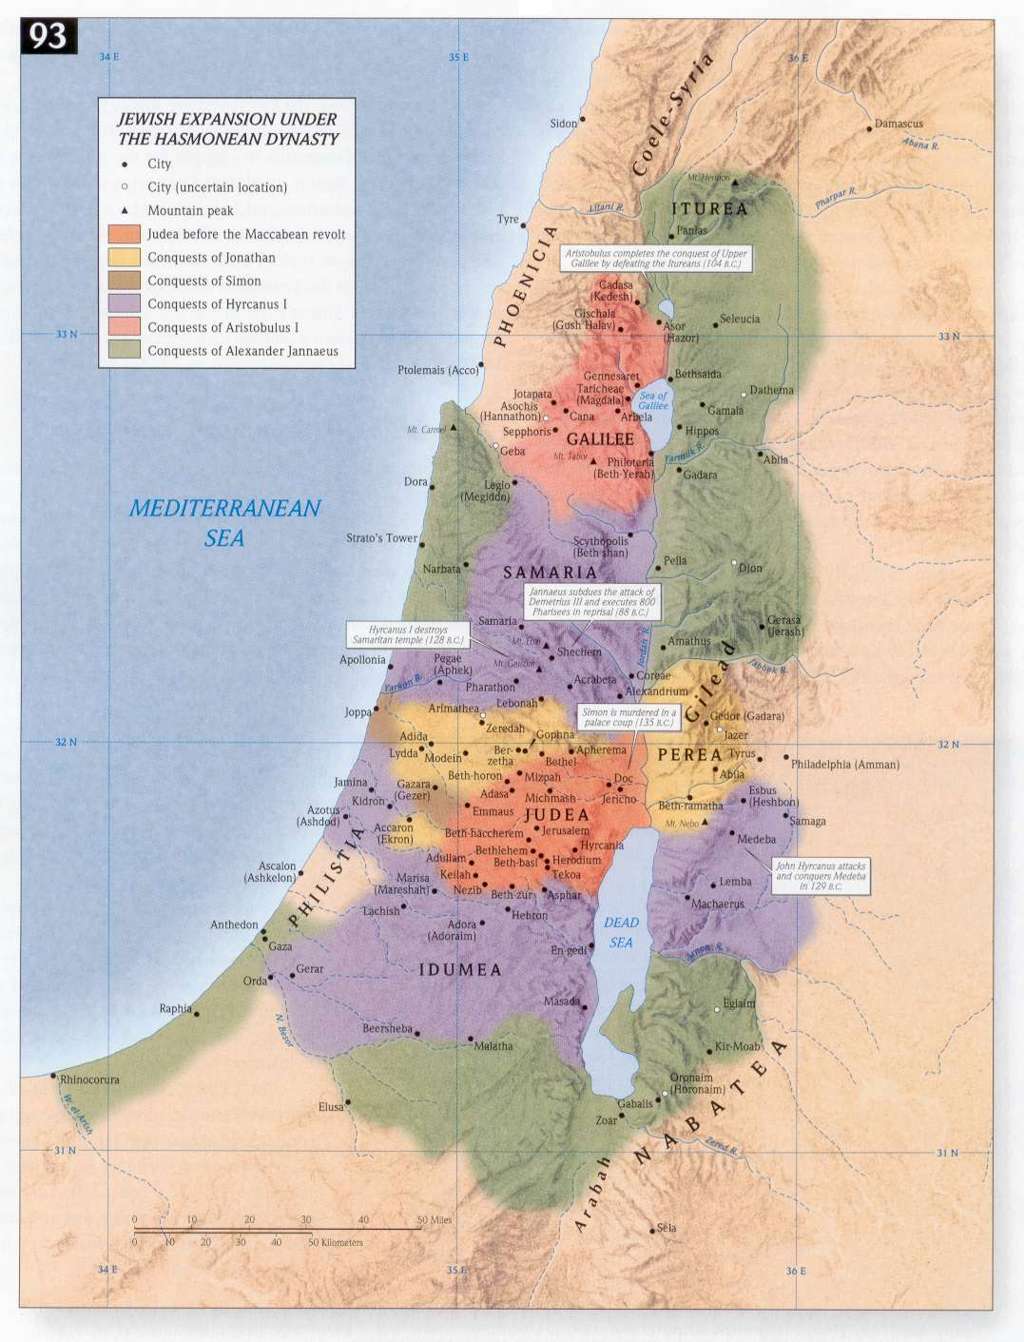 93
34 E
35 E
36 E
JEWISH EXPANSION UNDER
THE HASMONEAN DYNASTY
City
City (uncertain location)
Mountain peak
Judea before the Maccabean revolt
Conquests of Jonathan
Conquests of Simon
Conquests of Hyrcanus I
Conquests of Aristobulus I
Conquests of Alexander Jannaeus
Coele-Syria
Sidon
Damascus
Abana R.
Mt. Hermon
Pharpar R.
Litani R.
ITUREA
Tyre
Panias
PHOENICIA
Aristobulus completes the conquest of Upper
Galilee by defeating the Itureans (104 B.C.)
Cadasa
(Kedesh)
Gischala
(Gush Halav)
Asor
(Hazor)
Seleucia
33 N
33 N
Ptolemais (Acco)
Gennesaret
Bethsaida
Taricheae
(Magdala)
Sea of
Galilee
Dathema
Jotapata
Asochis
(Hannathon)
Cana
Arbela
Gamala
Mt. Carmel
Sepphoris
GALILEE
Hippos
Geba
Mt. Tabor
Philoteria
(Beth-Yerah)
Yarmuk R.
Abila
Gadara
Dora
Legio
(Megiddo)
MEDITERRANEAN
SEA
Strato's Tower
Scythopolis
(Beth-shan)
Narbata
SAMARIA
Pella
Dion
Jannaeus subdues the attack of
Demetrius III and executes 800
Pharisees in reprisal (88 B.C.)
Hyrcanus I destroys
Samaritan temple (128 B.C.)
Samaria
Gerasa
(Jerash)
Mt. Ebal
Shechem
Jordan R.
Amathus
Apollonia
Pegae
(Aphek)
Mt. Gerizim
Jabbok R.
Gilead
Yarkon R.
Pharathon
Acrabeta
Coreae
Alexandrium
Lebonah
Joppa
Arimathea
Simon is murdered in a
palace coup (135 B.C.)
Gedor (Gadara)
Zeredah
Jazer
Adida
Gophna
32 N
32 N
Lydda
Modein
Ber-
zetha
Bethel
Apherema
PEREA
Tyrus
Philadelphia (Amman)
Beth-horon
Mizpah
Doc
Abila
Jamina
Gazara
(Gezer)
Adasa
Michmash
Jericho
Esbus
(Heshbon)
Kidron
Emmaus
Beth-ramatha
Azotus
(Ashdod)
JUDEA
Mt. Nebo
Samaga
Accaron
(Ekron)
Beth-haccherem
Jerusalem
Medeba
Bethlehem
Hyrcania
PHILISTIA
Adullam
Beth-basi
Herodium
John Hyrcanus attacks
and conquers Medeba
in 129 B.C.
Ascalon
(Ashkelon)
Keilah
Tekoa
Marisa
(Mareshah)
Nezib
Beth-zur
Asphar
Lemba
Machaerus
Lachish
Hebron
Anthedon
Adora
(Adoraim)
DEAD
SEA
Gaza
En-gedi
Arnon R.
Gerar
IDUMEA
Orda
Raphia
Masada
Eglaim
N. Besor
Beersheba
Malatha
Kir-Moab
Rhinocorura
Oronaim
(Horonaim)
W. el-Arish
Elusa
Gabalis
Zoar
NABATEA
Zered R.
31 N
31 N
Arabah
0 10 20 30 40 50 Miles
0 10 20 30 40 50 Kilometers
Sela
34 E
35 E
36 E